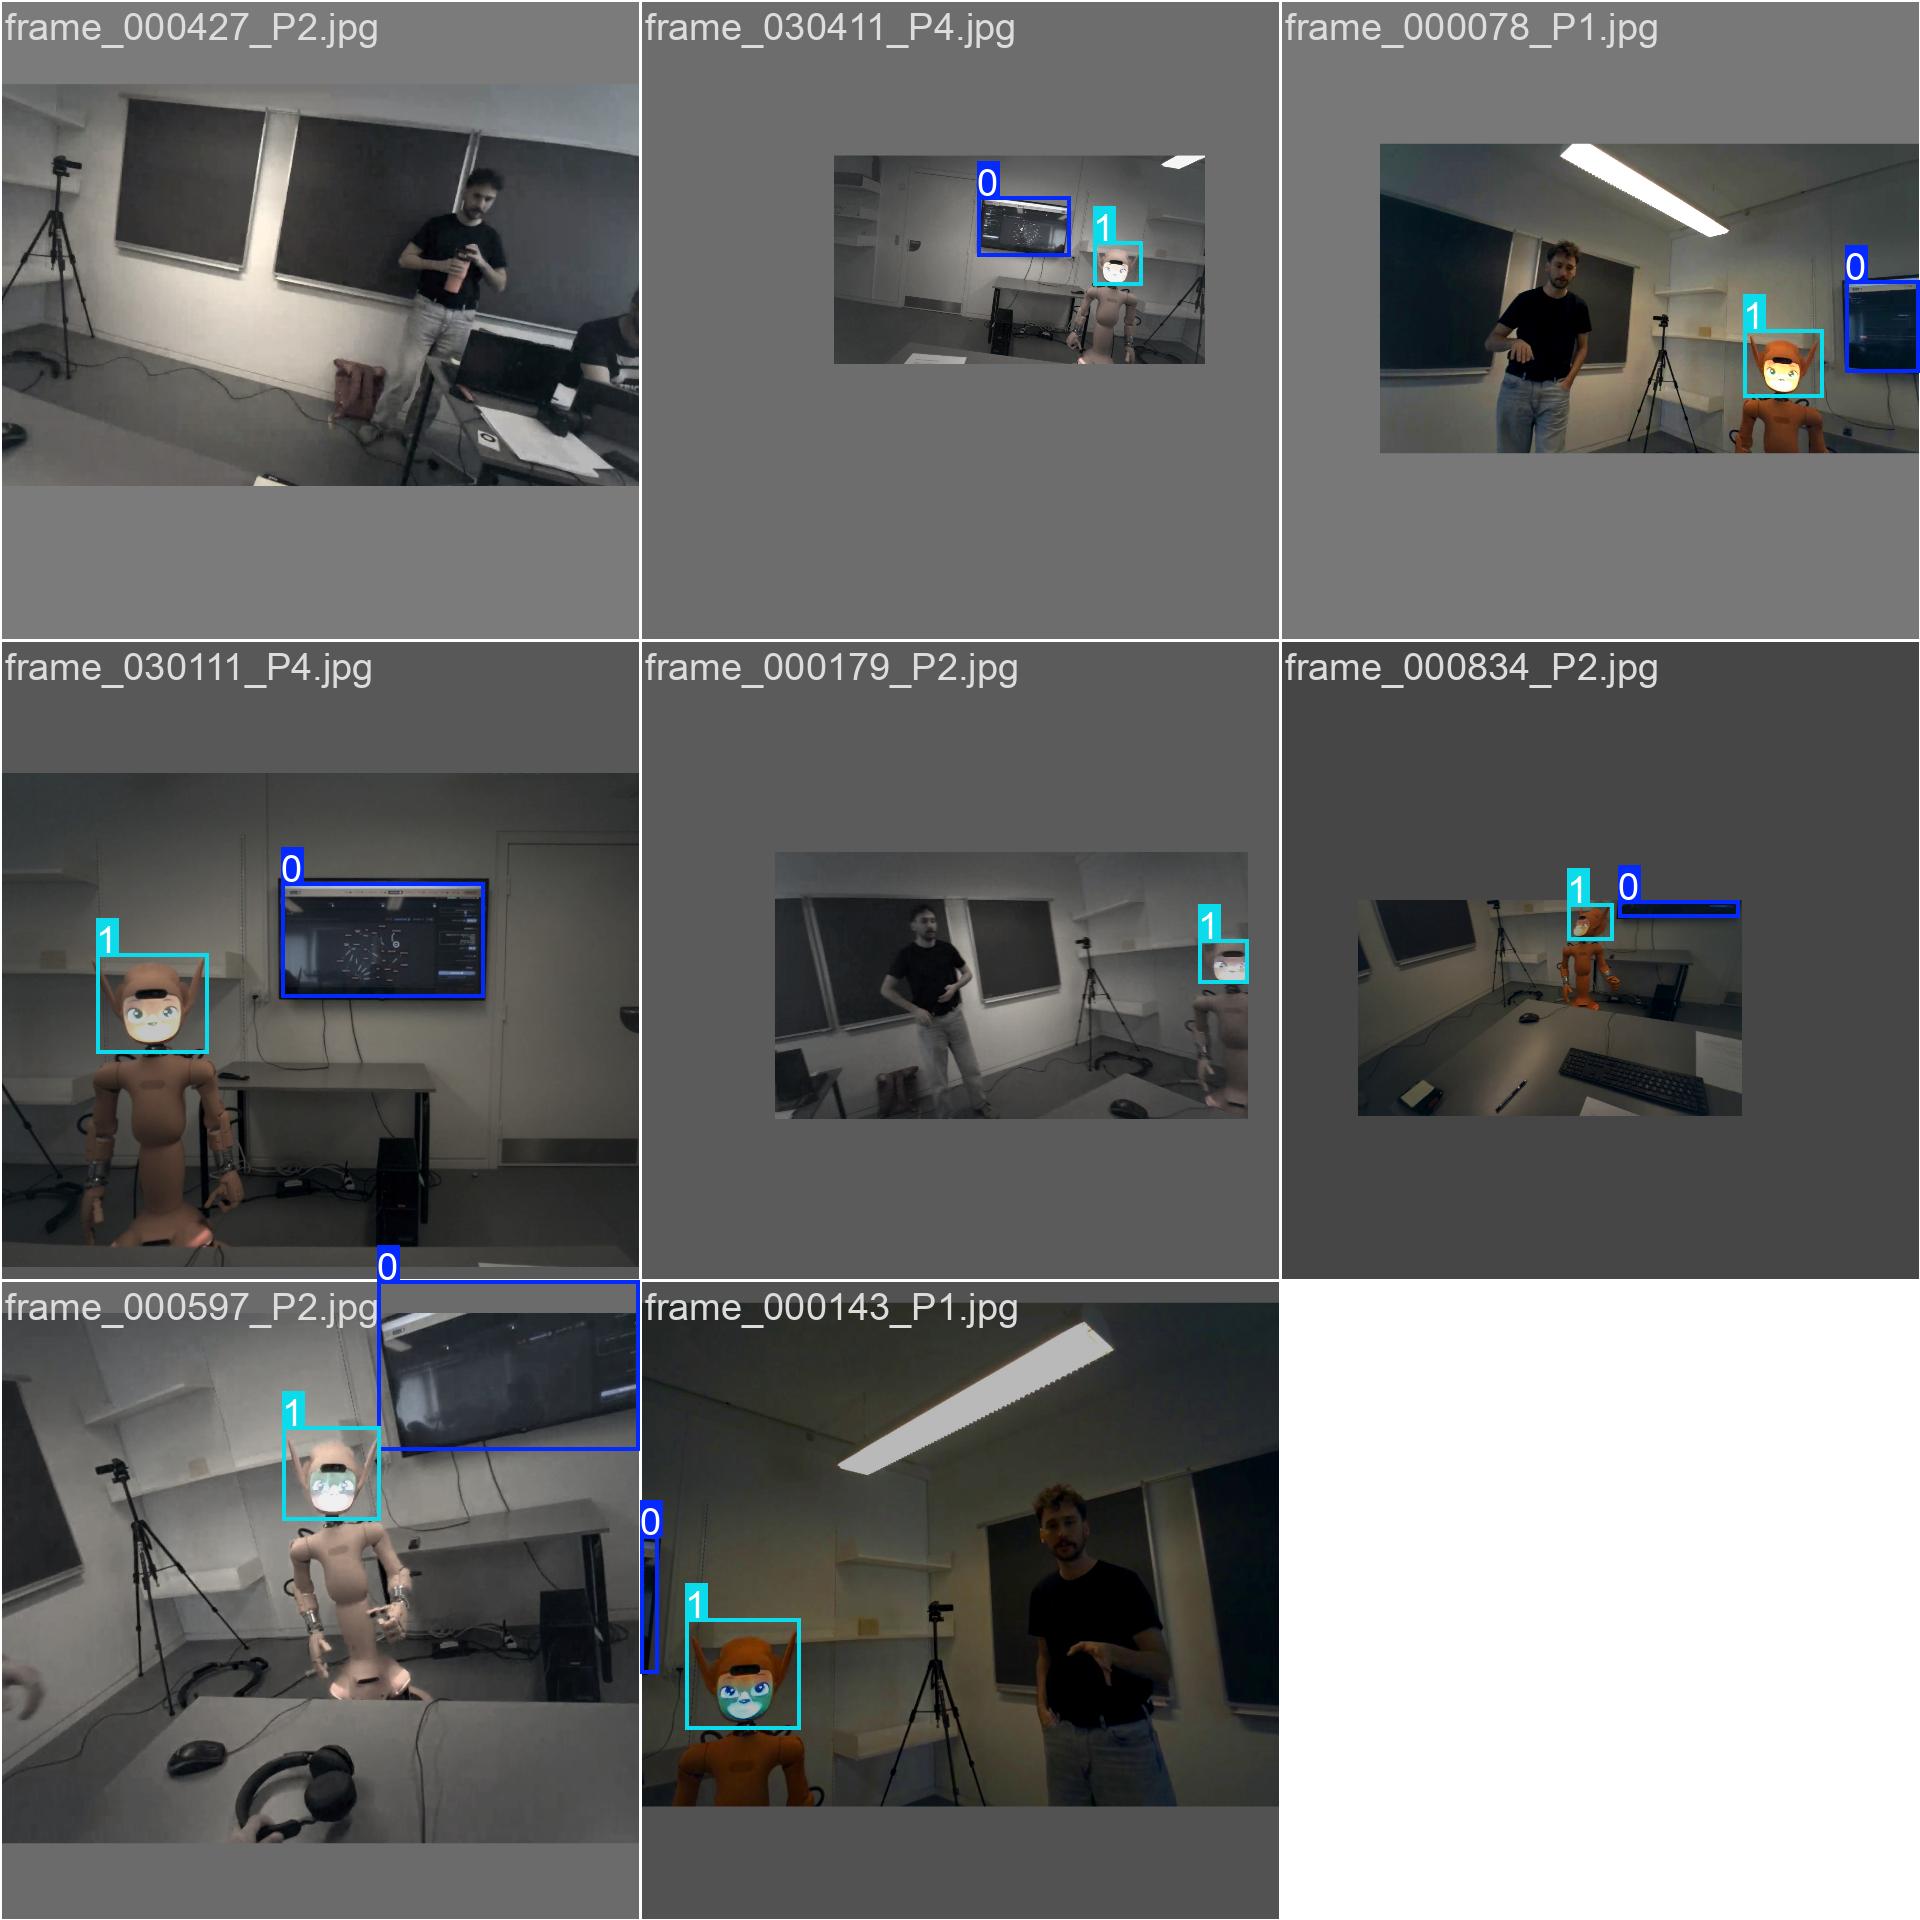 frame_000427_P2.jpg
frame_030411_P4.jpg
frame_000078_P1.jpg
0
1
0
1
frame_030111_P4.jpg
frame_000179_P2.jpg
frame_000834_P2.jpg
0
1
1
1
0
frame_000597_P2.jpg
0
1
frame_000143_P1.jpg
0
1